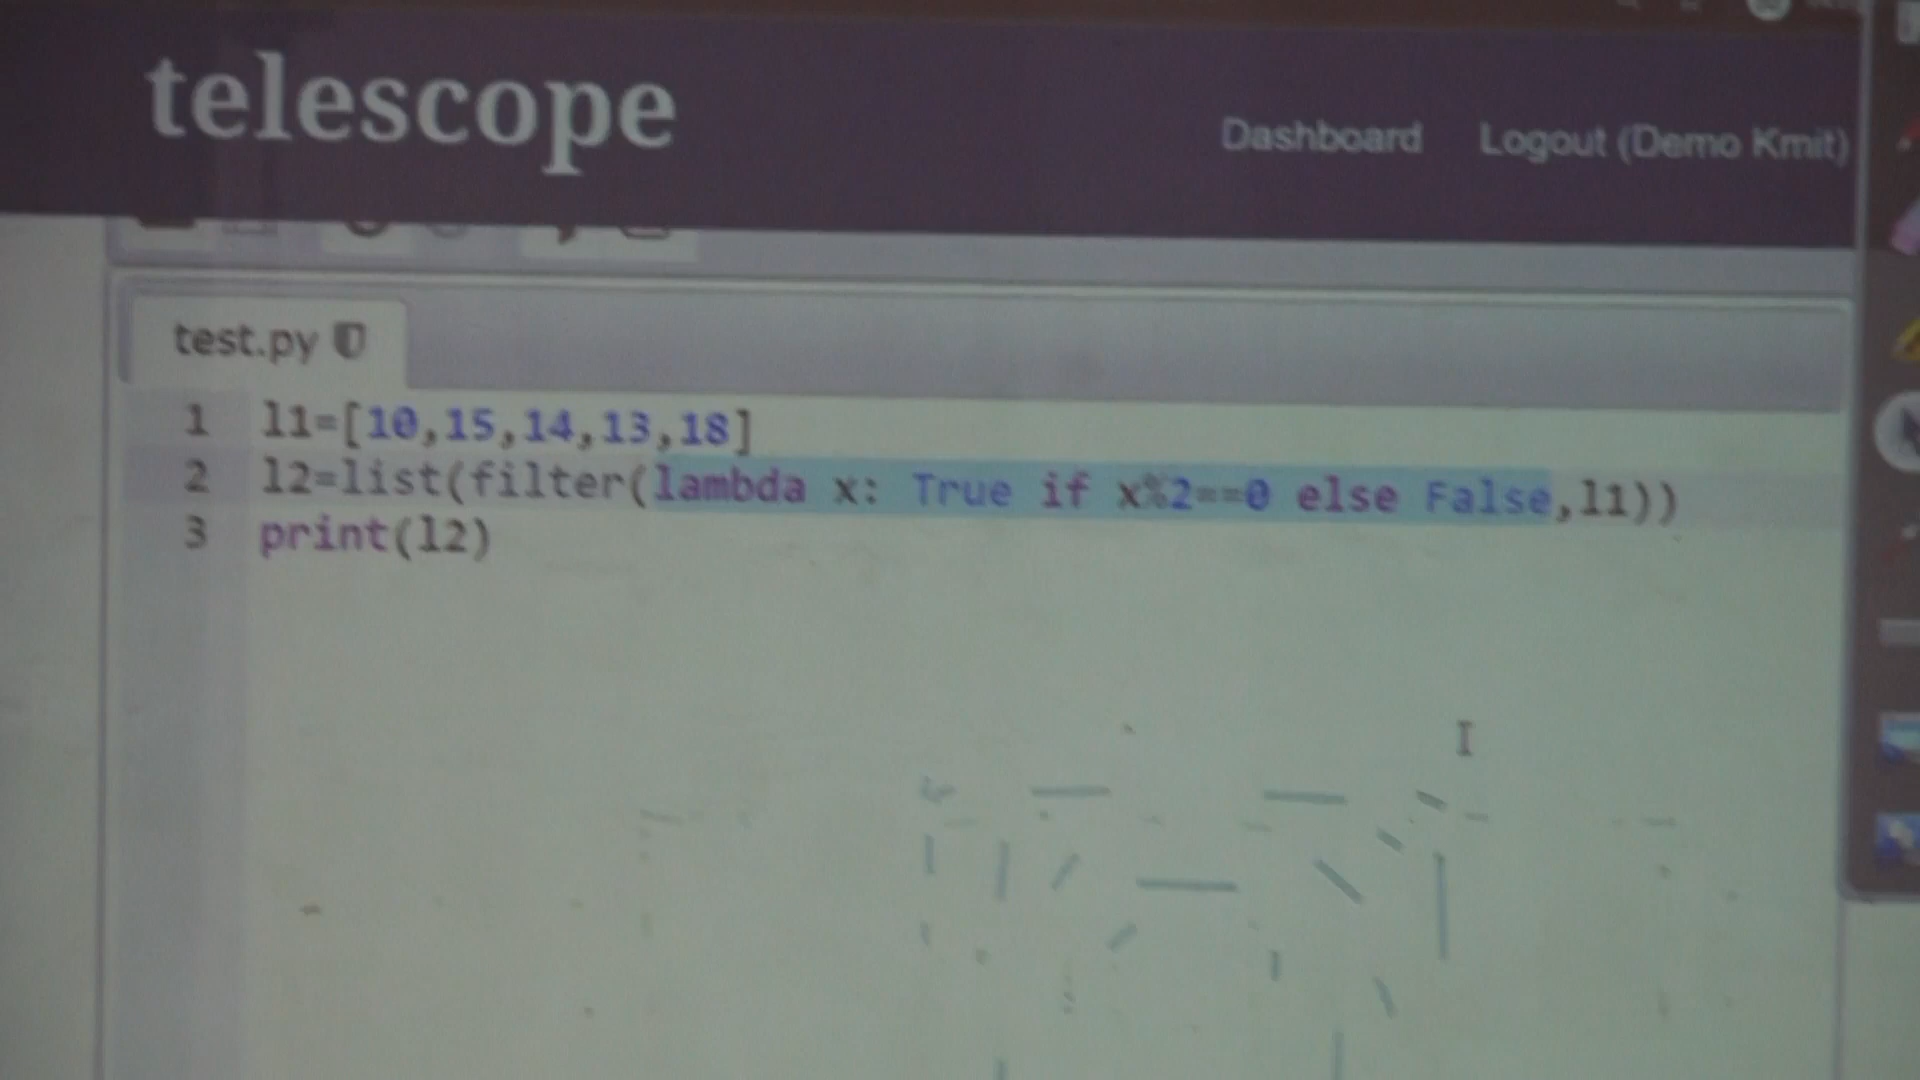 telescope
Dashboard Logout (Demo Kmit)
test.py
1 l1=[10,15,14,13,18]
2 l2=list(filter(lambda x: True if x%2==0 else False,l1))
3 print(l2)